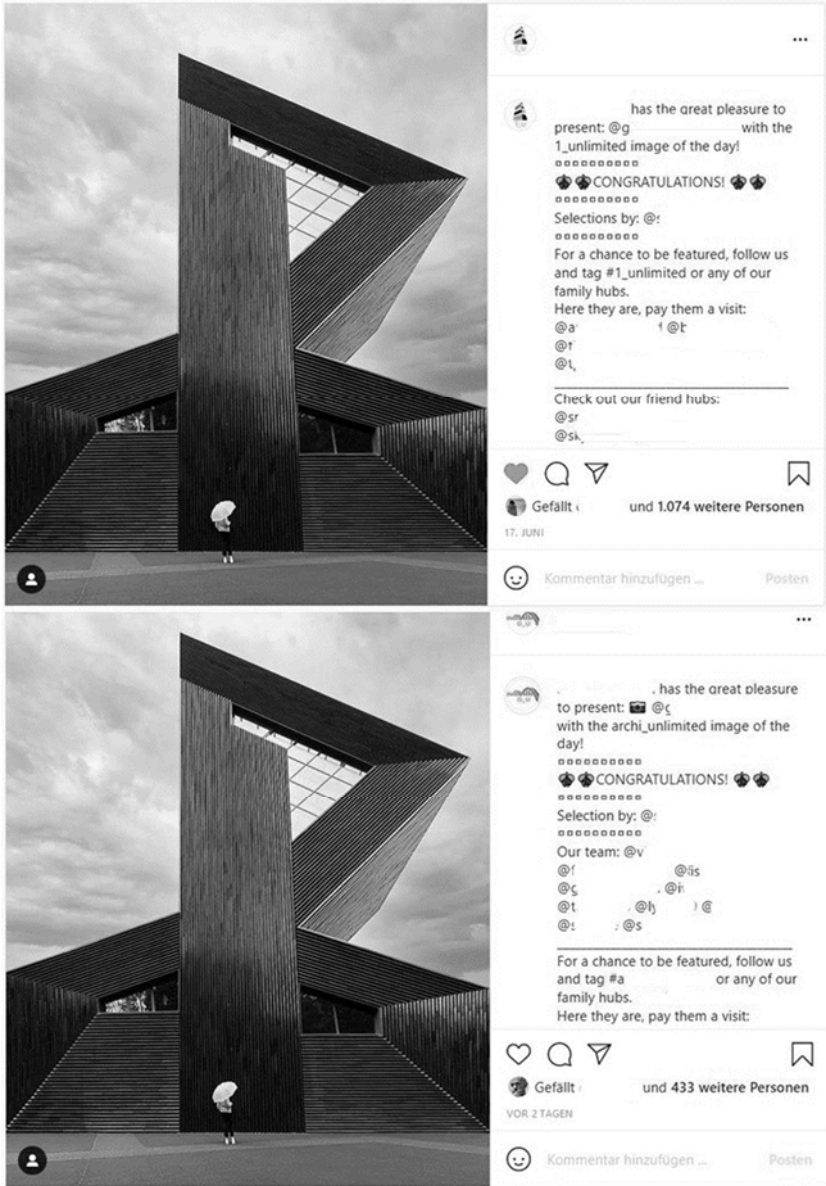 has the great pleasure to
present: @g with the
1_unlimited image of the day!
CONGRATULATIONS!
Selections by: @s
For a chance to be featured, follow us
and tag #1_unlimited or any of our
family hubs.
Here they are, pay them a visit:
@a @b
@t
@t
Check out our friend hubs:
@sr
@sk
Gefällt und 1.074 weitere Personen
17. JUNI
Kommentar hinzufügen ... Posten
has the great pleasure
to present: @g
with the archi_unlimited image of the
day!
CONGRATULATIONS!
Selection by: @s
Our team: @v
@f
@g
@t @ly @
@s @s
For a chance to be featured, follow us
and tag #a or any of our
family hubs.
Here they are, pay them a visit:
Gefällt und 433 weitere Personen
VOR 2 TAGEN
Kommentar hinzufügen ... Posten